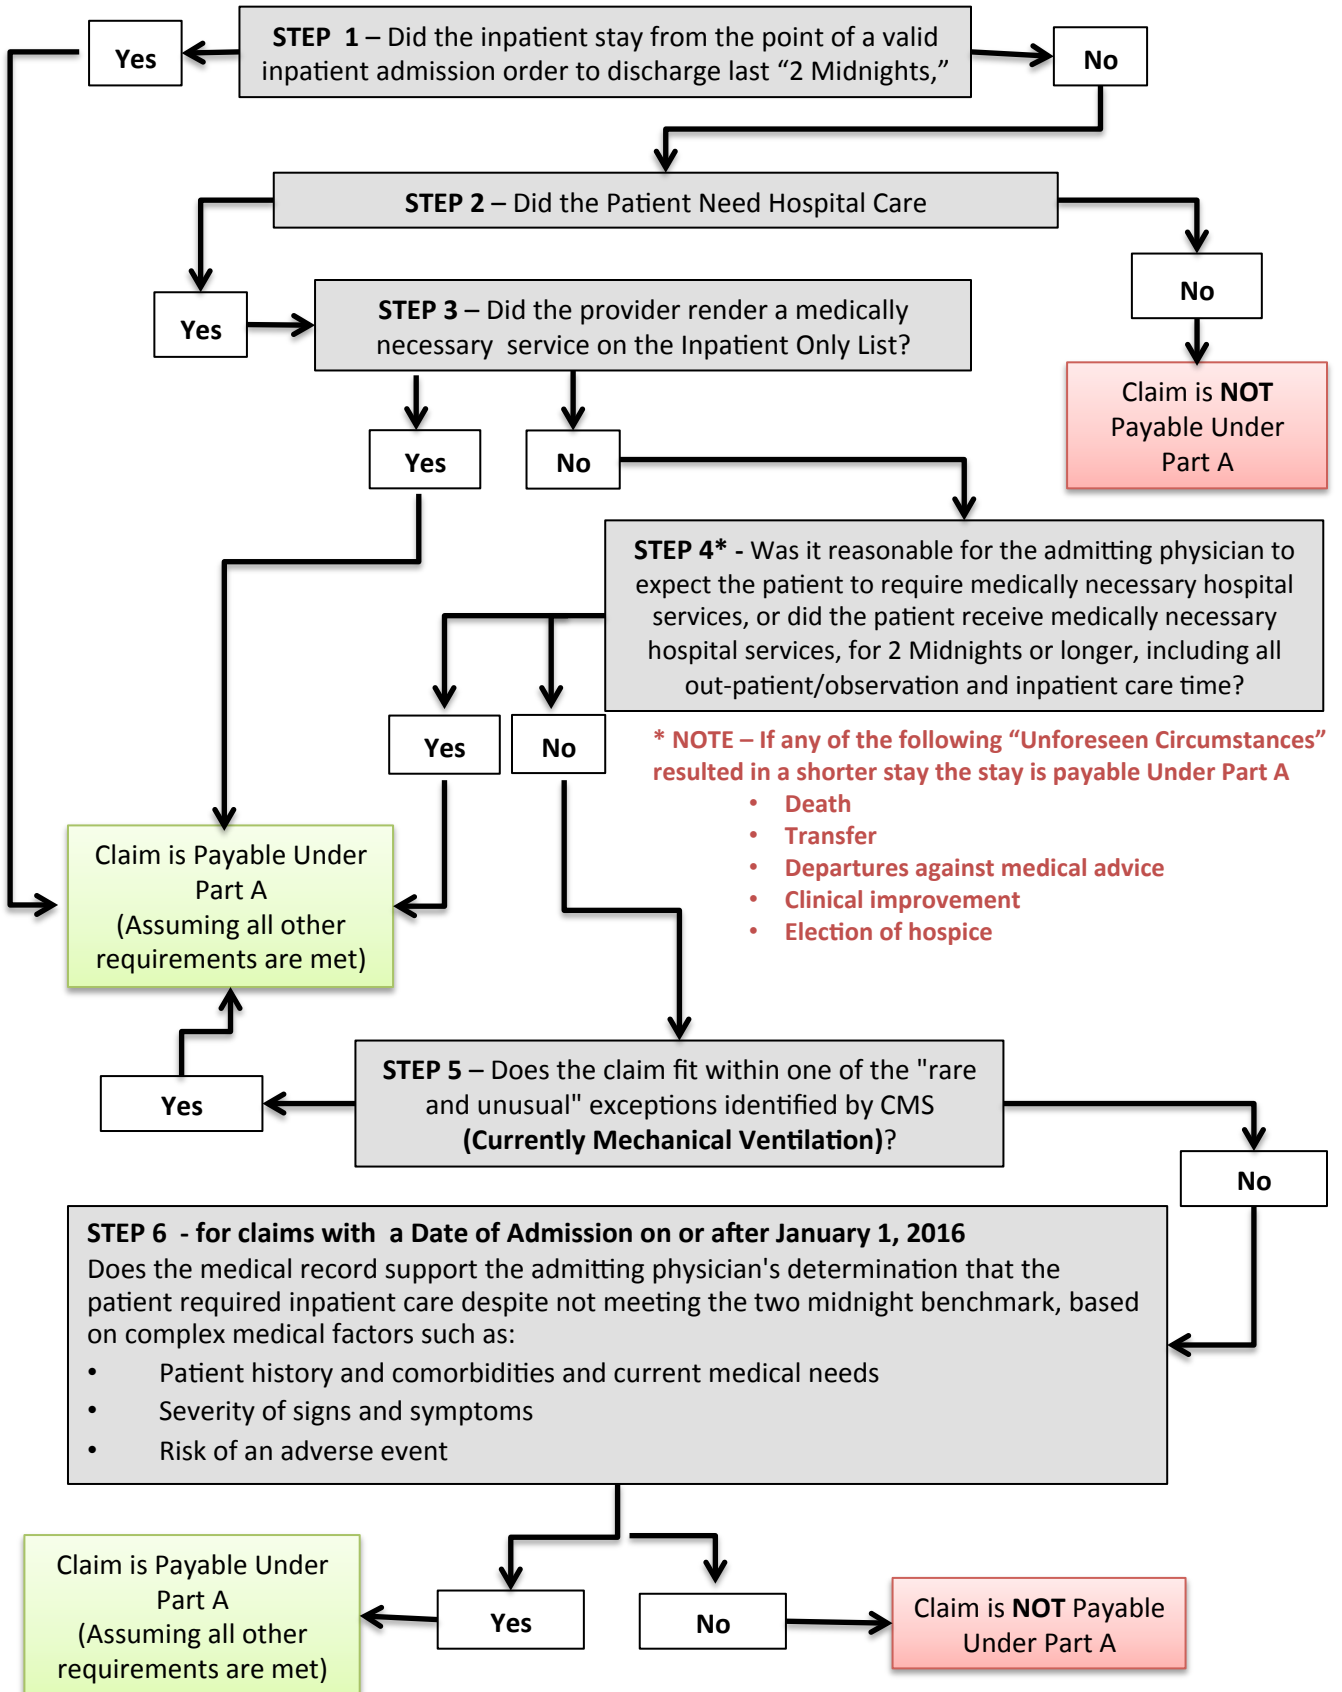 STEP 1 – Did the inpatient stay from the point of a valid
inpatient admission order to discharge last “2 Midnights,”
Yes
No
STEP 2 – Did the Patient Need Hospital Care
No
Yes
STEP 3 – Did the provider render a medically
necessary service on the Inpatient Only List?
Claim is NOT
Payable Under
Part A
Yes
No
STEP 4* - Was it reasonable for the admitting physician to
expect the patient to require medically necessary hospital
services, or did the patient receive medically necessary
hospital services, for 2 Midnights or longer, including all
out-patient/observation and inpatient care time?
Yes
No
* NOTE – If any of the following “Unforeseen Circumstances”
resulted in a shorter stay the stay is payable Under Part A
• Death
• Transfer
• Departures against medical advice
• Clinical improvement
• Election of hospice
Claim is Payable Under
Part A
(Assuming all other
requirements are met)
STEP 5 – Does the claim fit within one of the "rare
and unusual" exceptions identified by CMS
(Currently Mechanical Ventilation)?
Yes
No
STEP 6 - for claims with a Date of Admission on or after January 1, 2016
Does the medical record support the admitting physician's determination that the
patient required inpatient care despite not meeting the two midnight benchmark, based
on complex medical factors such as:
• Patient history and comorbidities and current medical needs
• Severity of signs and symptoms
• Risk of an adverse event
Claim is Payable Under
Part A
(Assuming all other
requirements are met)
Yes
No
Claim is NOT Payable
Under Part A